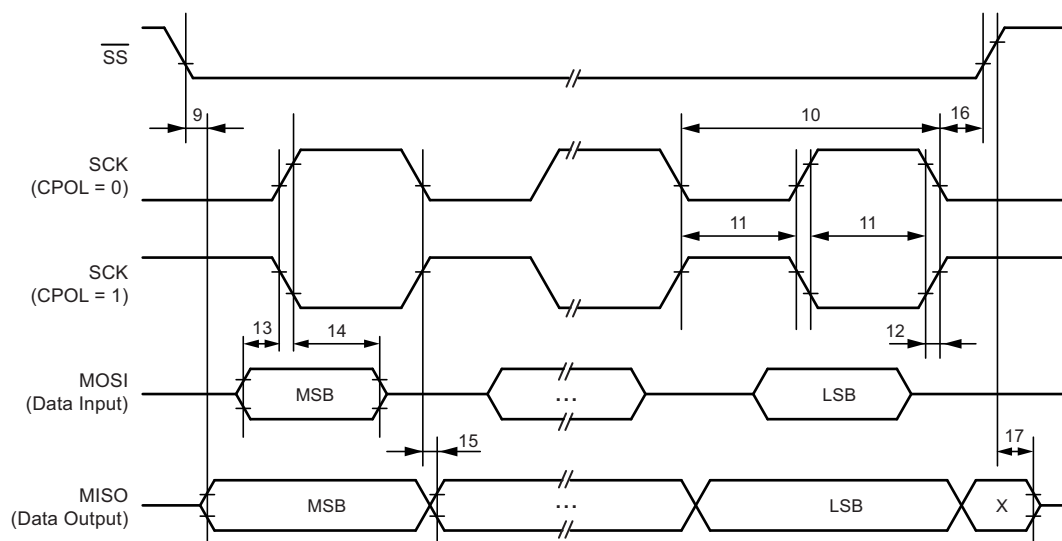 SS
9
10
16
SCK
(CPOL = 0)
11
11
SCK
(CPOL = 1)
13
14
12
MOSI
(Data Input)
MSB
...
LSB
15
17
MISO
(Data Output)
MSB
...
LSB
X